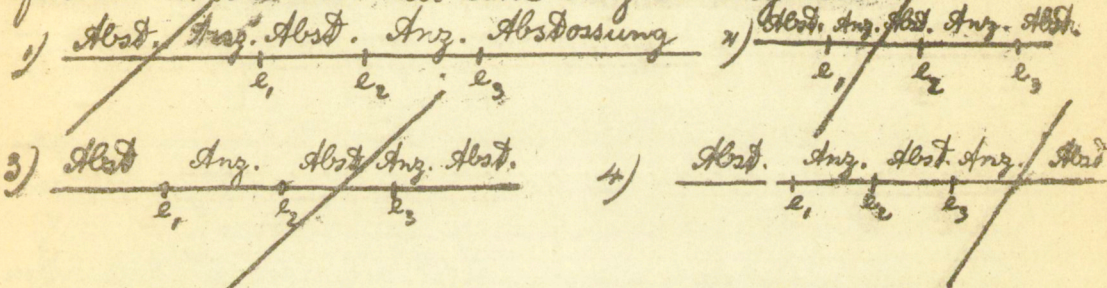 1) Abst. Anz. Abst. Anz. Abstossung
e₁ e₂ e₃
2) Abst. Anz. Abst. Anz. Abst.
e₁ e₂ e₃
3) Abst Anz. Abst Anz. Abst.
e₁ e₂ e₃
4) Abst. Anz. Abst. Anz. Abst
e₁ e₂ e₃